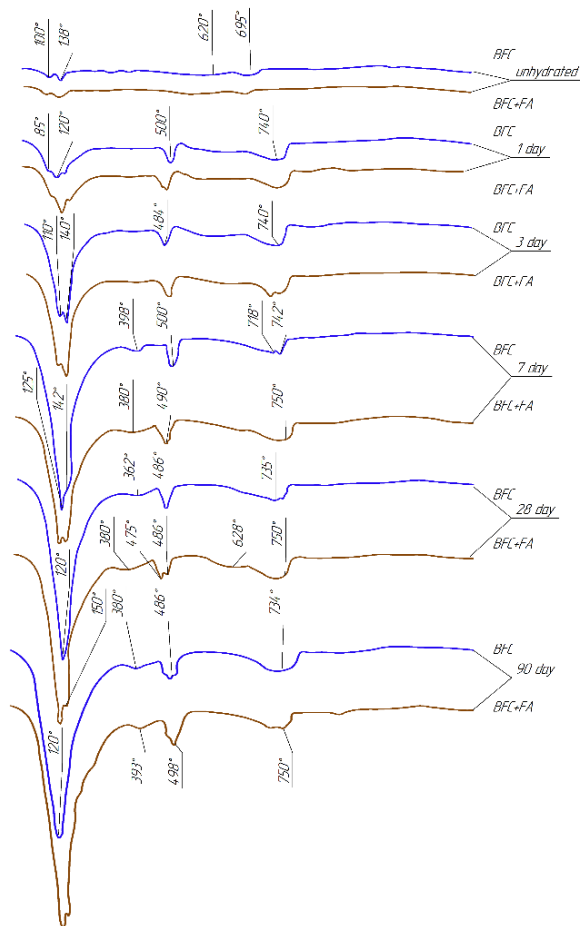 100° 138° 620° 695°
BFC
unhydrated
BFC+FA
85° 120° 500° 740°
BFC
1 day
BFC+FA
110° 140° 484° 740°
BFC
3 day
BFC+FA
398° 500° 718° 742°
BFC
7 day
BFC+FA
125° 142° 380° 490° 750°
362° 486° 735°
BFC
28 day
BFC+FA
120° 380° 475° 486° 628° 750°
150° 380° 486° 734°
BFC
90 day
BFC+FA
120° 393° 498° 750°